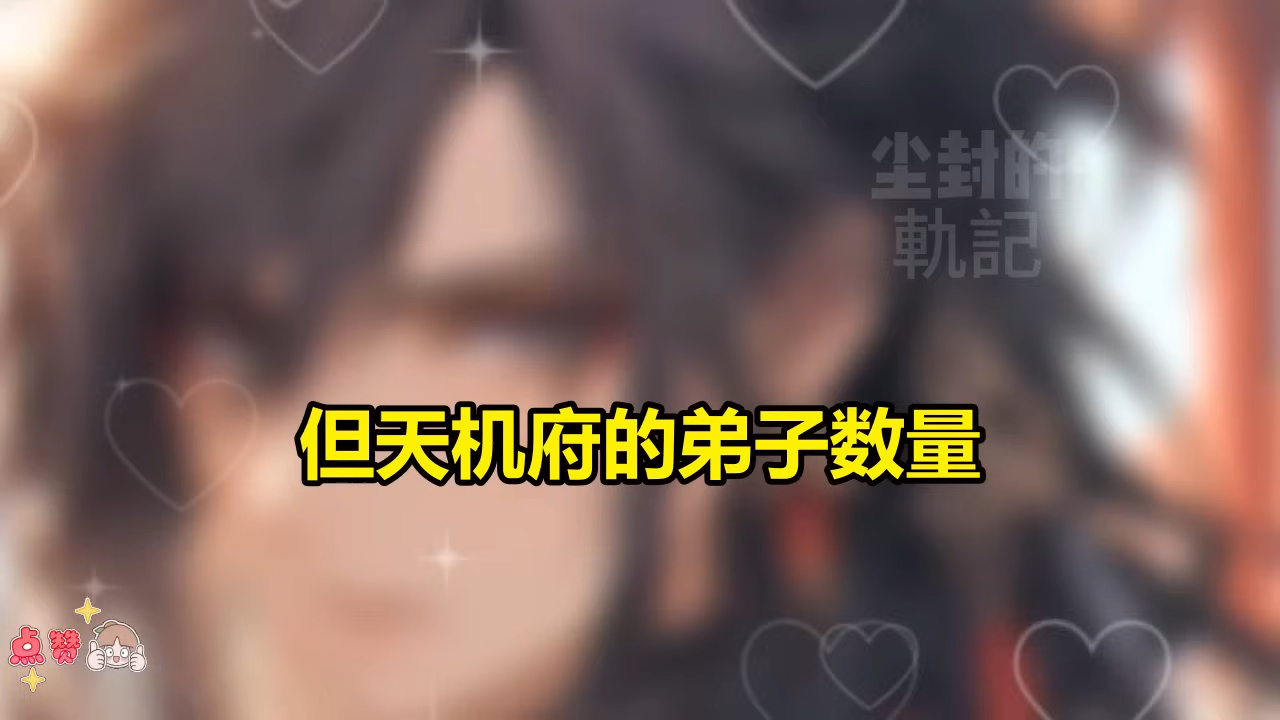 尘封的
軌記
但天机府的弟子数量
点赞